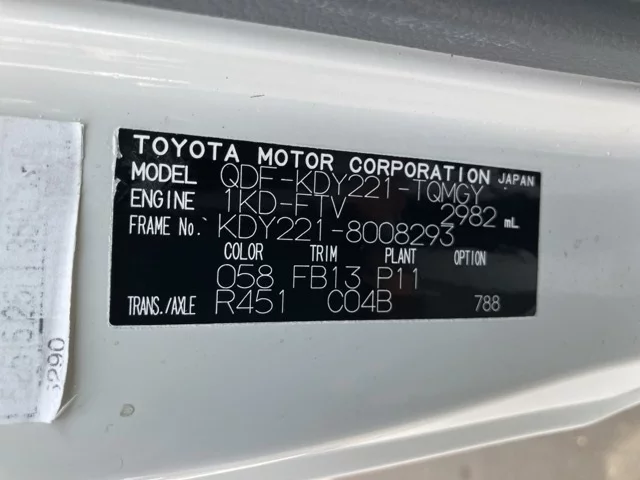 TOYOTA MOTOR CORPORATION JAPAN
MODEL QDF-KDY221-TQMGY
ENGINE 1KD-FTV 2982 mL
FRAME No. KDY221-8008293
COLOR TRIM PLANT OPTION
058 FB13 P11
TRANS./AXLE R451 C04B 788